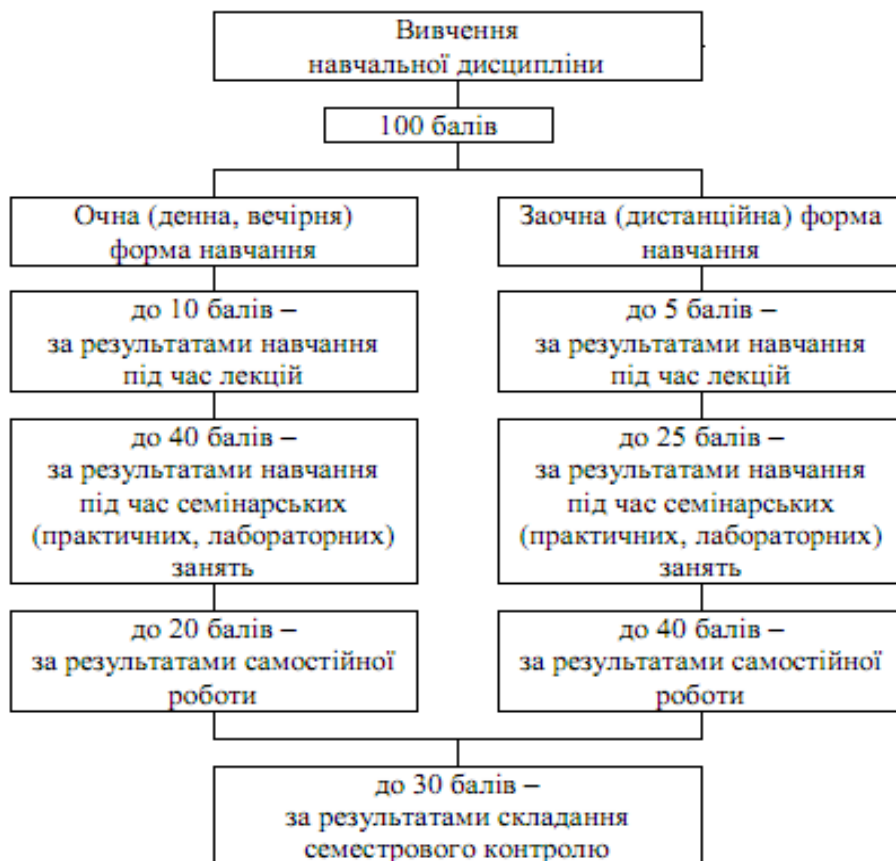 Вивчення
навчальної дисципліни
100 балів
Очна (денна, вечірня)
форма навчання
до 10 балів –
за результатами навчання
під час лекцій
до 40 балів –
за результатами навчання
під час семінарських
(практичних, лабораторних)
занять
до 20 балів –
за результатами самостійної
роботи
Заочна (дистанційна) форма
навчання
до 5 балів –
за результатами навчання
під час лекцій
до 25 балів –
за результатами навчання
під час семінарських
(практичних, лабораторних)
занять
до 40 балів –
за результатами самостійної
роботи
до 30 балів –
за результатами складання
семестрового контролю